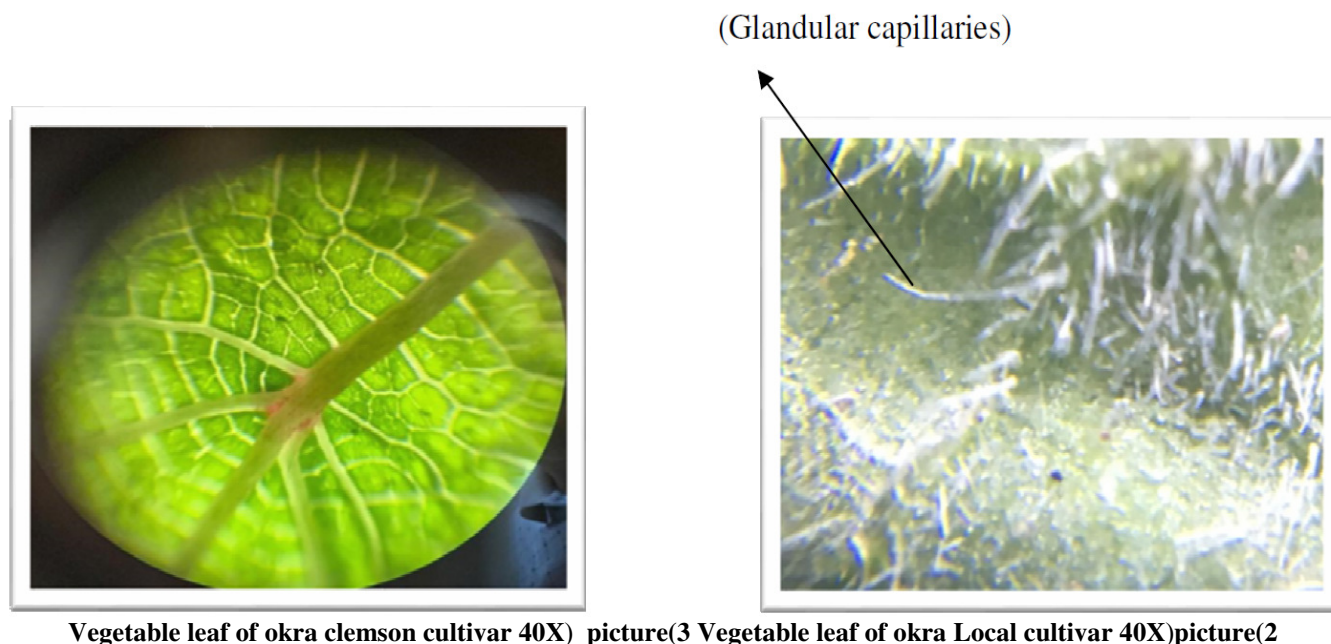 (Glandular capillaries)
Vegetable leaf of okra clemson cultivar 40X)  picture(3 Vegetable leaf of okra Local cultivar 40X)picture(2